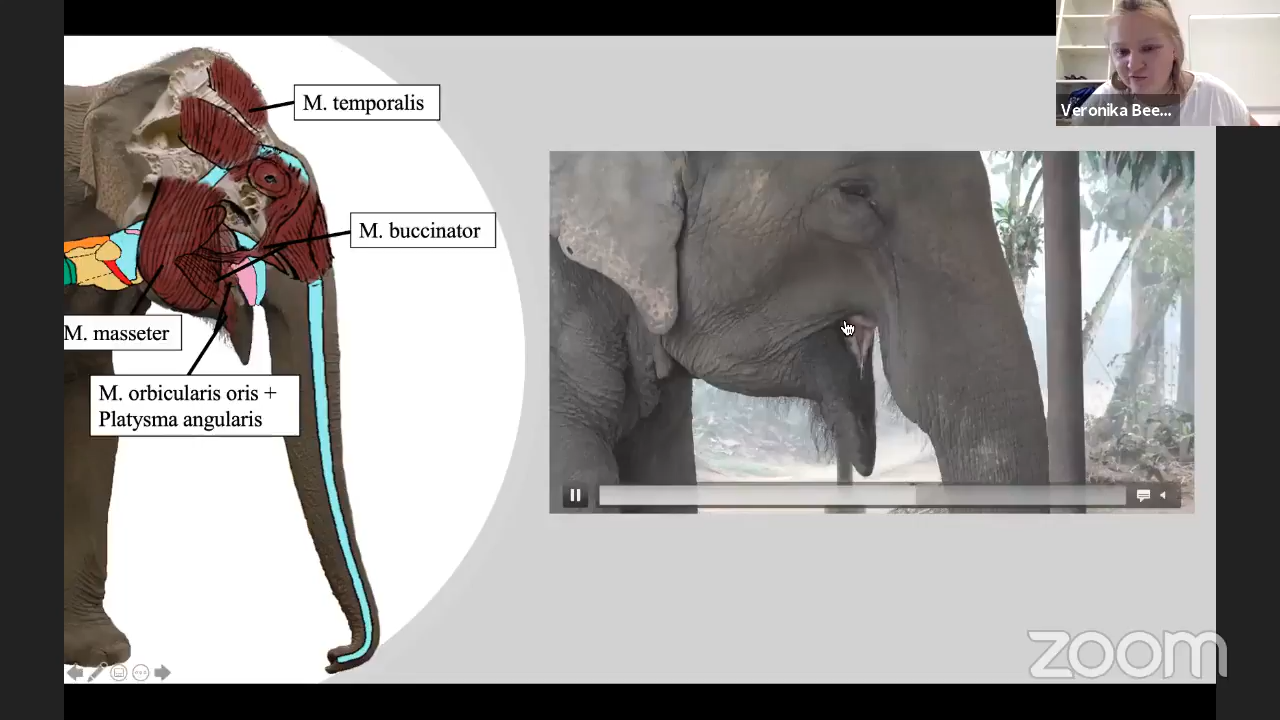 M. temporalis
Veronika Bee...
M. buccinator
M. masseter
M. orbicularis oris +
Platysma angularis
zoom